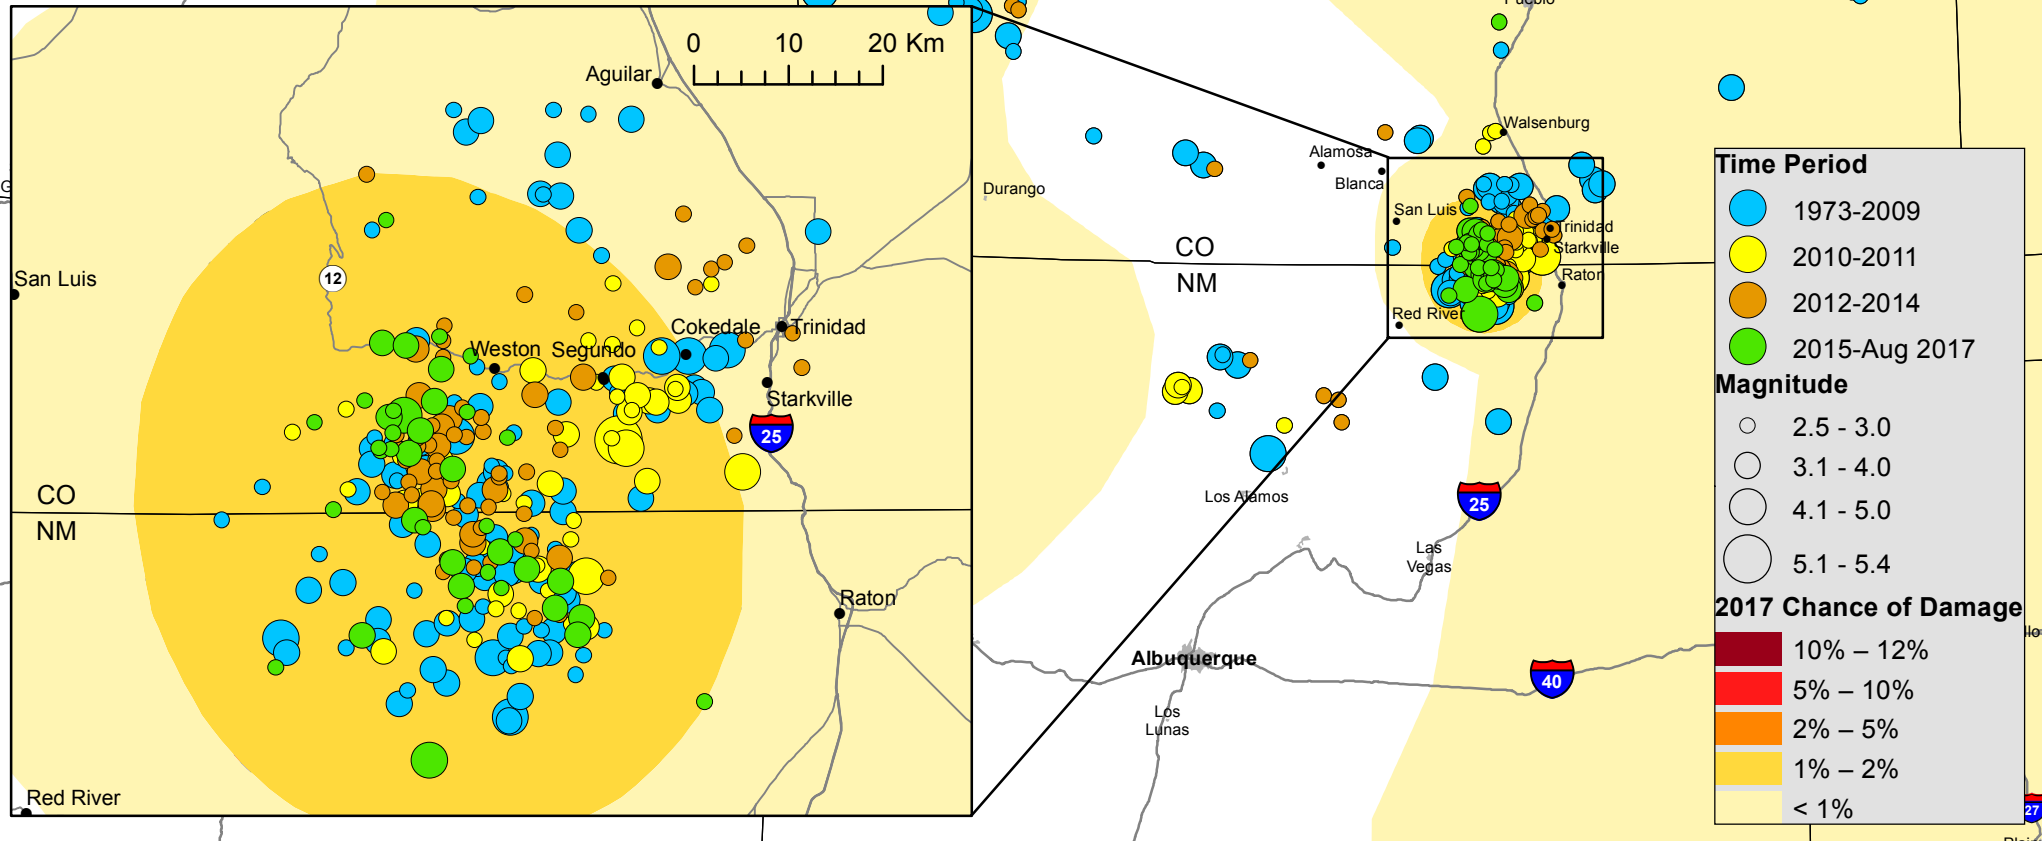 0 10 20 Km
Aguilar
San Luis
12
Cokedale
Trinidad
Weston
Segundo
Starkville
25
CO
NM
Raton
Red River
Pueblo
Walsenburg
Alamosa
Blanca
Durango
San Luis
Trinidad
Starkville
CO
NM
Raton
Red River
Los Alamos
25
Las
Vegas
Albuquerque
40
Los
Lunas
27
Time Period
1973-2009
2010-2011
2012-2014
2015-Aug 2017
Magnitude
2.5 - 3.0
3.1 - 4.0
4.1 - 5.0
5.1 - 5.4
2017 Chance of Damage
10% – 12%
5% – 10%
2% – 5%
1% – 2%
< 1%